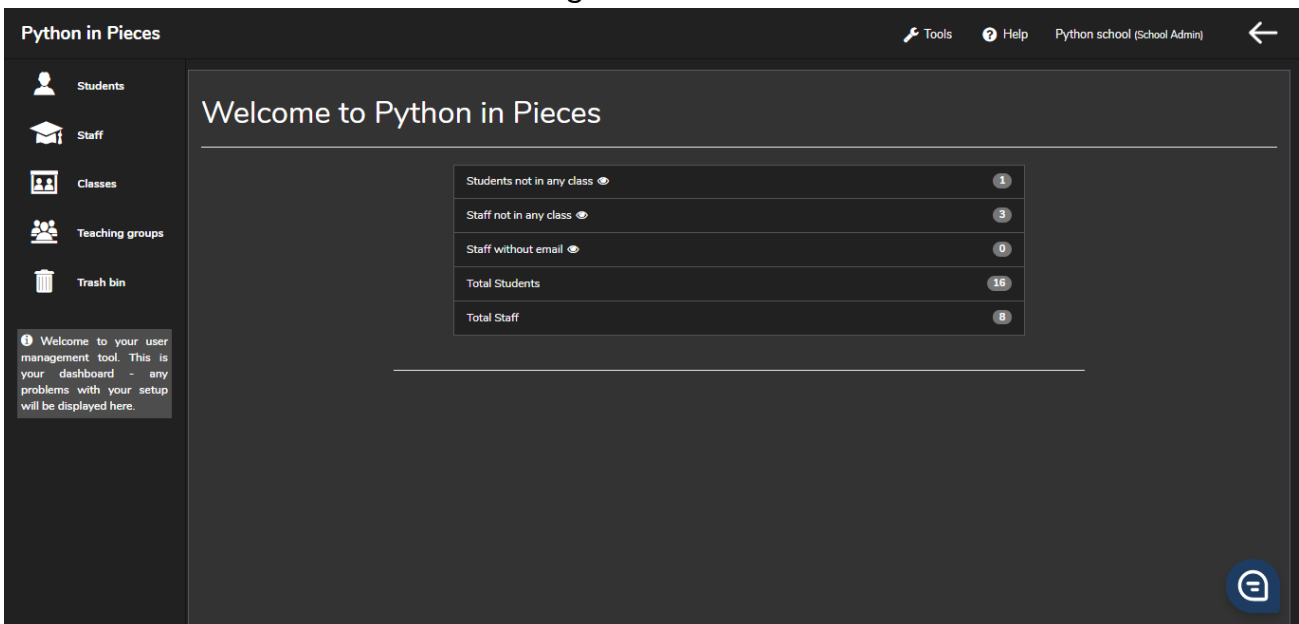 Python in Pieces
Tools
Help
Python school (School Admin)
Students
Staff
Classes
Teaching groups
Trash bin
Welcome to your user
management tool. This is
your dashboard - any
problems with your setup
will be displayed here.
Welcome to Python in Pieces
Students not in any class 1
Staff not in any class 3
Staff without email 0
Total Students 16
Total Staff 8